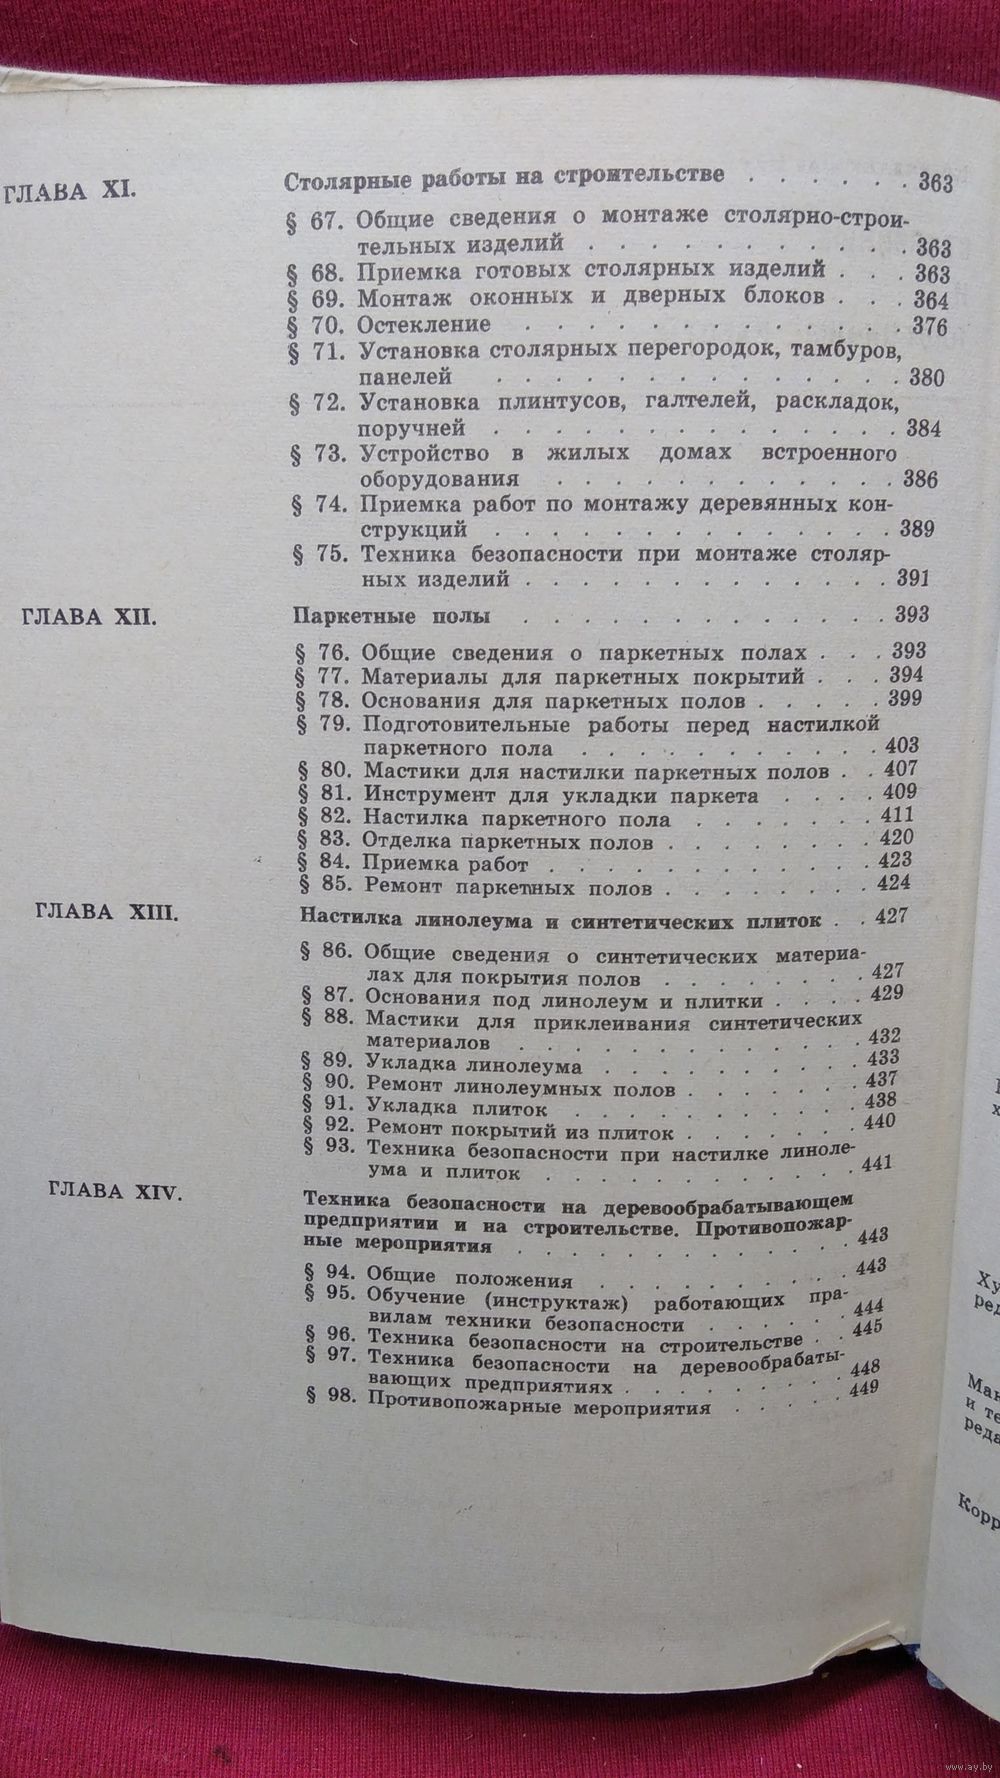 ГЛАВА XI. Столярные работы на строительстве . . . . . . . 363
§ 67. Общие сведения о монтаже столярно-строи-
тельных изделий . . . . . . . . . . . 363
§ 68. Приемка готовых столярных изделий . . . 363
§ 69. Монтаж оконных и дверных блоков . . . 364
§ 70. Остекление . . . . . . . . . . . . . 376
§ 71. Установка столярных перегородок, тамбуров,
панелей . . . . . . . . . . . . . . 380
§ 72. Установка плинтусов, галтелей, раскладок,
поручней . . . . . . . . . . . . . . 384
§ 73. Устройство в жилых домах встроенного
оборудования . . . . . . . . . . . . 386
§ 74. Приемка работ по монтажу деревянных кон-
струкций . . . . . . . . . . . . . . 389
§ 75. Техника безопасности при монтаже столяр-
ных изделий . . . . . . . . . . . . . 391
ГЛАВА XII. Паркетные полы . . . . . . . . . . . . 393
§ 76. Общие сведения о паркетных полах . . . 393
§ 77. Материалы для паркетных покрытий . . . 394
§ 78. Основания для паркетных полов . . . . . 399
§ 79. Подготовительные работы перед настилкой
паркетного пола . . . . . . . . . . . 403
§ 80. Мастики для настилки паркетных полов . . 407
§ 81. Инструмент для укладки паркета . . . . 409
§ 82. Настилка паркетного пола . . . . . . . 411
§ 83. Отделка паркетных полов . . . . . . . . 420
§ 84. Приемка работ . . . . . . . . . . . . 423
§ 85. Ремонт паркетных полов . . . . . . . . 424
ГЛАВА XIII. Настилка линолеума и синтетических плиток . . 427
§ 86. Общие сведения о синтетических материа-
лах для покрытия полов . . . . . . . . 427
§ 87. Основания под линолеум и плитки . . . . 429
§ 88. Мастики для приклеивания синтетических
материалов . . . . . . . . . . . . . 432
§ 89. Укладка линолеума . . . . . . . . . . 433
§ 90. Ремонт линолеумных полов . . . . . . . 437
§ 91. Укладка плиток . . . . . . . . . . . 438
§ 92. Ремонт покрытий из плиток . . . . . . . 440
§ 93. Техника безопасности при настилке линоле-
ума и плиток . . . . . . . . . . . 441
ГЛАВА XIV. Техника безопасности на деревообрабатывающем
предприятии и на строительстве. Противопожар-
ные мероприятия . . . . . . . . . . . . 443
§ 94. Общие положения . . . . . . . . . . 443
§ 95. Обучение (инструктаж) работающих пра-
вилам техники безопасности . . . . . . 444
§ 96. Техника безопасности на строительстве . . 445
§ 97. Техника безопасности на деревообрабаты-
вающих предприятиях . . . . . . . . . 448
§ 98. Противопожарные мероприятия . . . . . 449
Ху
ред
Ман
и те
реда
Корр
www.ay.by